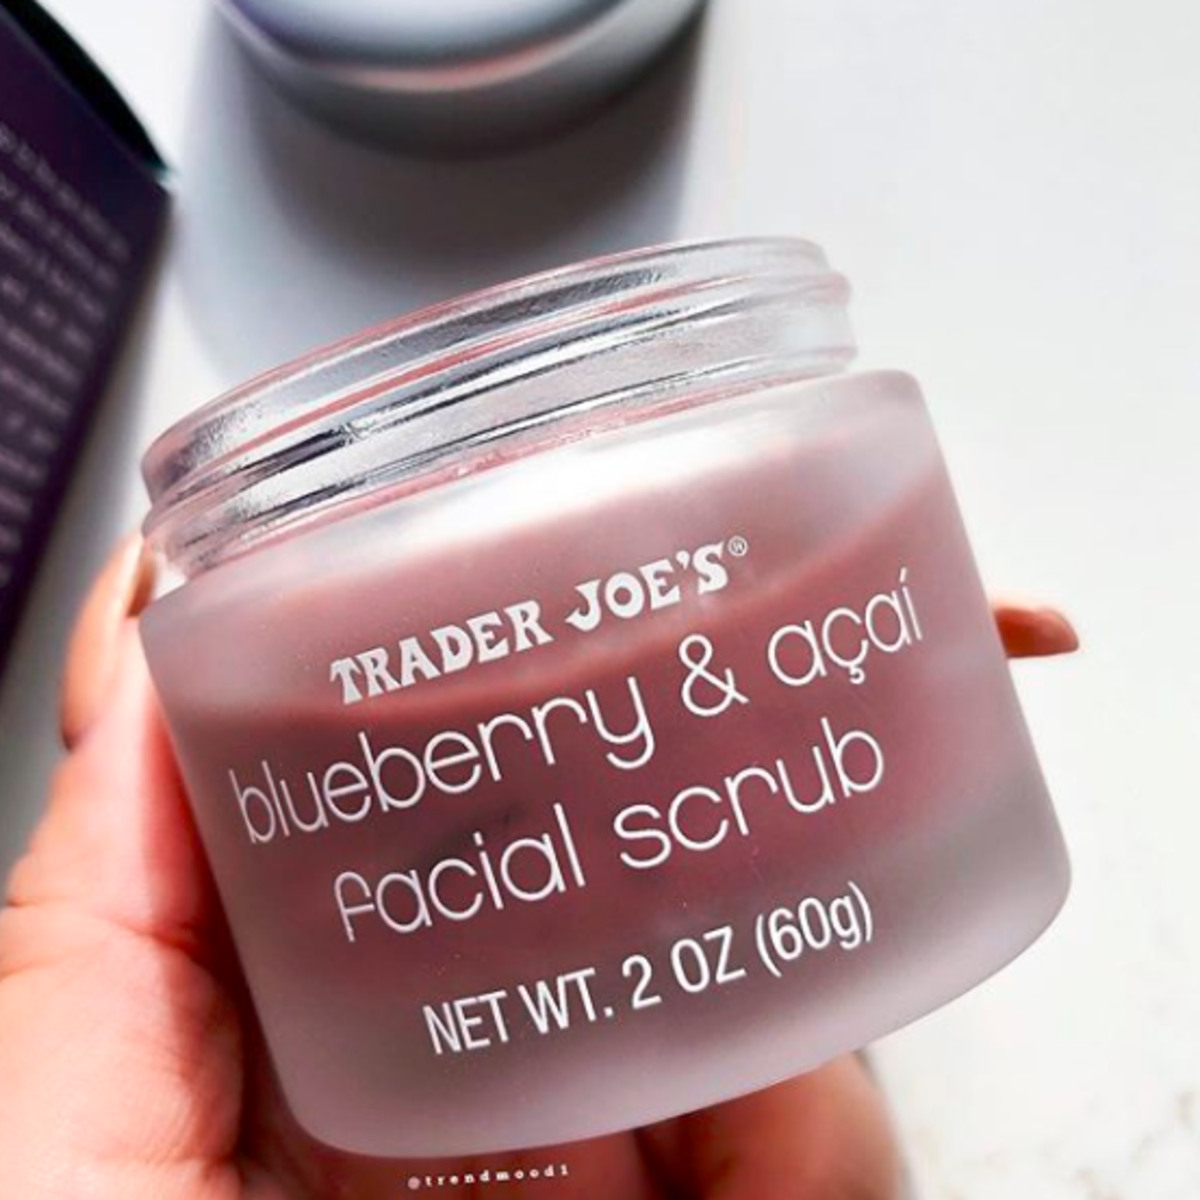 TRADER JOE'S®
blueberry & açaí
facial scrub
NET WT. 2 OZ (60g)
@trendmood1